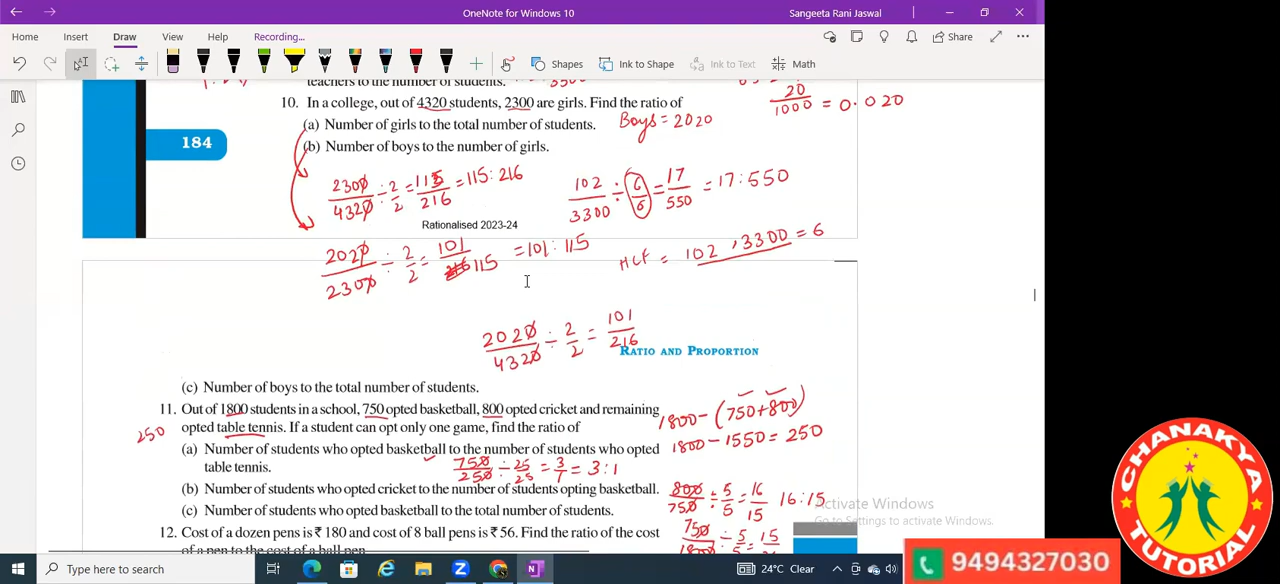 OneNote for Windows 10
Sangeeta Rani Jaswal
Home Insert Draw View Help Recording... Share
Shapes Ink to Shape Ink to Text Math
teachers to the number of students.
20/1000 = 0.020
10. In a college, out of 4320 students, 2300 are girls. Find the ratio of
(a) Number of girls to the total number of students. Boys = 2020
(b) Number of boys to the number of girls.
184
2300/4320 ÷ 2/2 = 115/216 = 115:216
102/3300 ÷ 6/6 = 17/550 = 17:550
Rationalised 2023-24
2020/2300 ÷ 2/2 = 101/115 = 101:115
HCF = 102, 3300 = 6
2020/4320 ÷ 2/2 = 101/216
RATIO AND PROPORTION
(c) Number of boys to the total number of students.
11. Out of 1800 students in a school, 750 opted basketball, 800 opted cricket and remaining
1800 - (750+800)
250 opted table tennis. If a student can opt only one game, find the ratio of
1800 - 1550 = 250
(a) Number of students who opted basketball to the number of students who opted
table tennis. 750/250 ÷ 25/25 = 3/1 = 3:1
(b) Number of students who opted cricket to the number of students opting basketball.
800/750 ÷ 5/5 = 16/15 16:15
(c) Number of students who opted basketball to the total number of students.
750/1800 ÷ 5/5 = 15/
12. Cost of a dozen pens is ₹ 180 and cost of 8 ball pens is ₹ 56. Find the ratio of the cost
of a pen to the cost of a ball pen.
Activate Windows
Go to Settings to activate Windows.
CHANAKYA
TUTORIAL
9494327030
Type here to search
24°C Clear